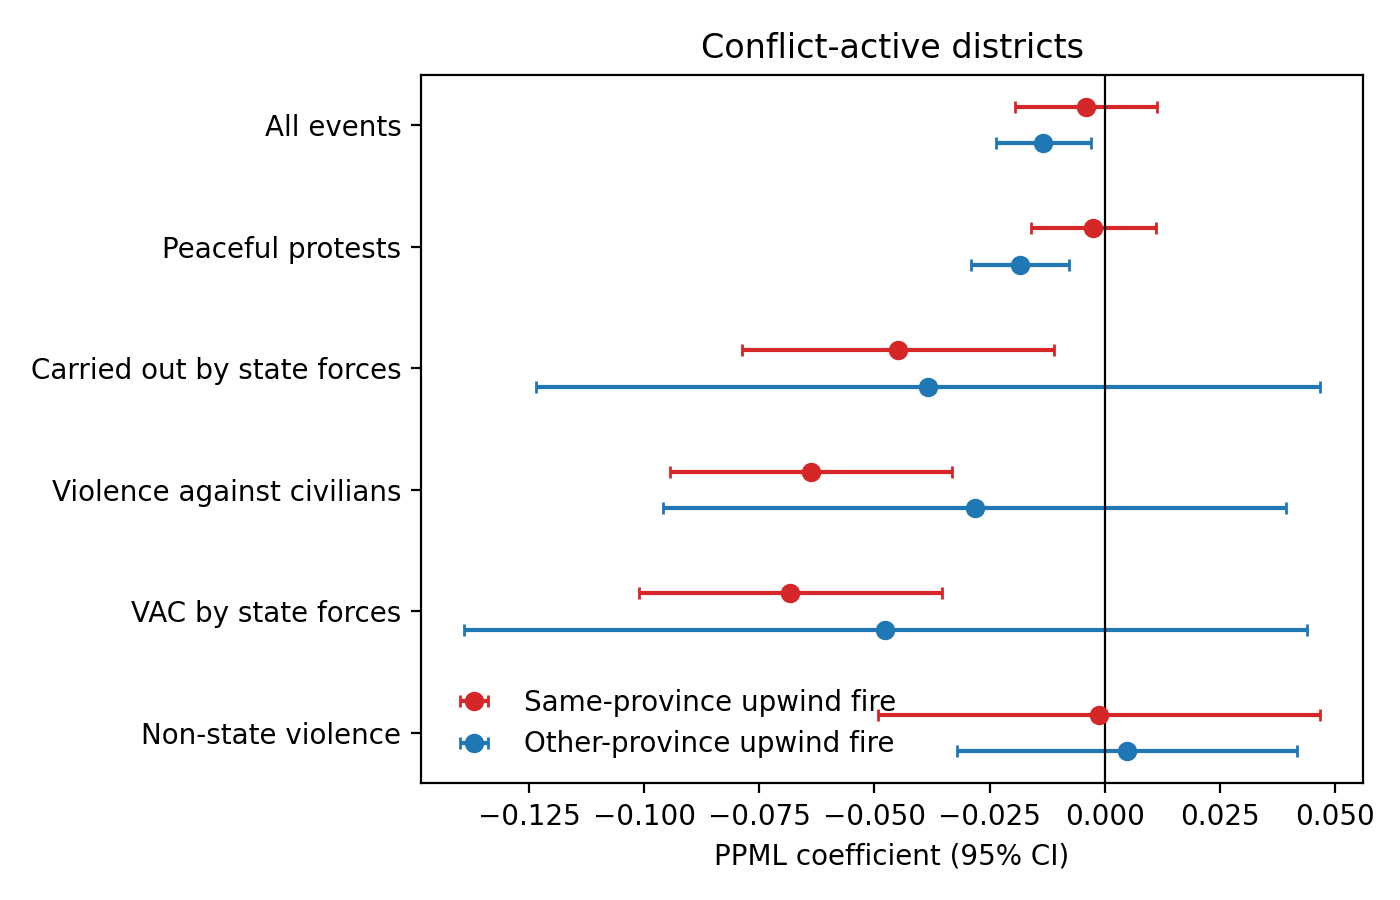 Conflict-active districts
All events
Peaceful protests
Carried out by state forces
Violence against civilians
VAC by state forces
Non-state violence
Same-province upwind fire
Other-province upwind fire
−0.125 −0.100 −0.075 −0.050 −0.025 0.000 0.025 0.050
PPML coefficient (95% CI)